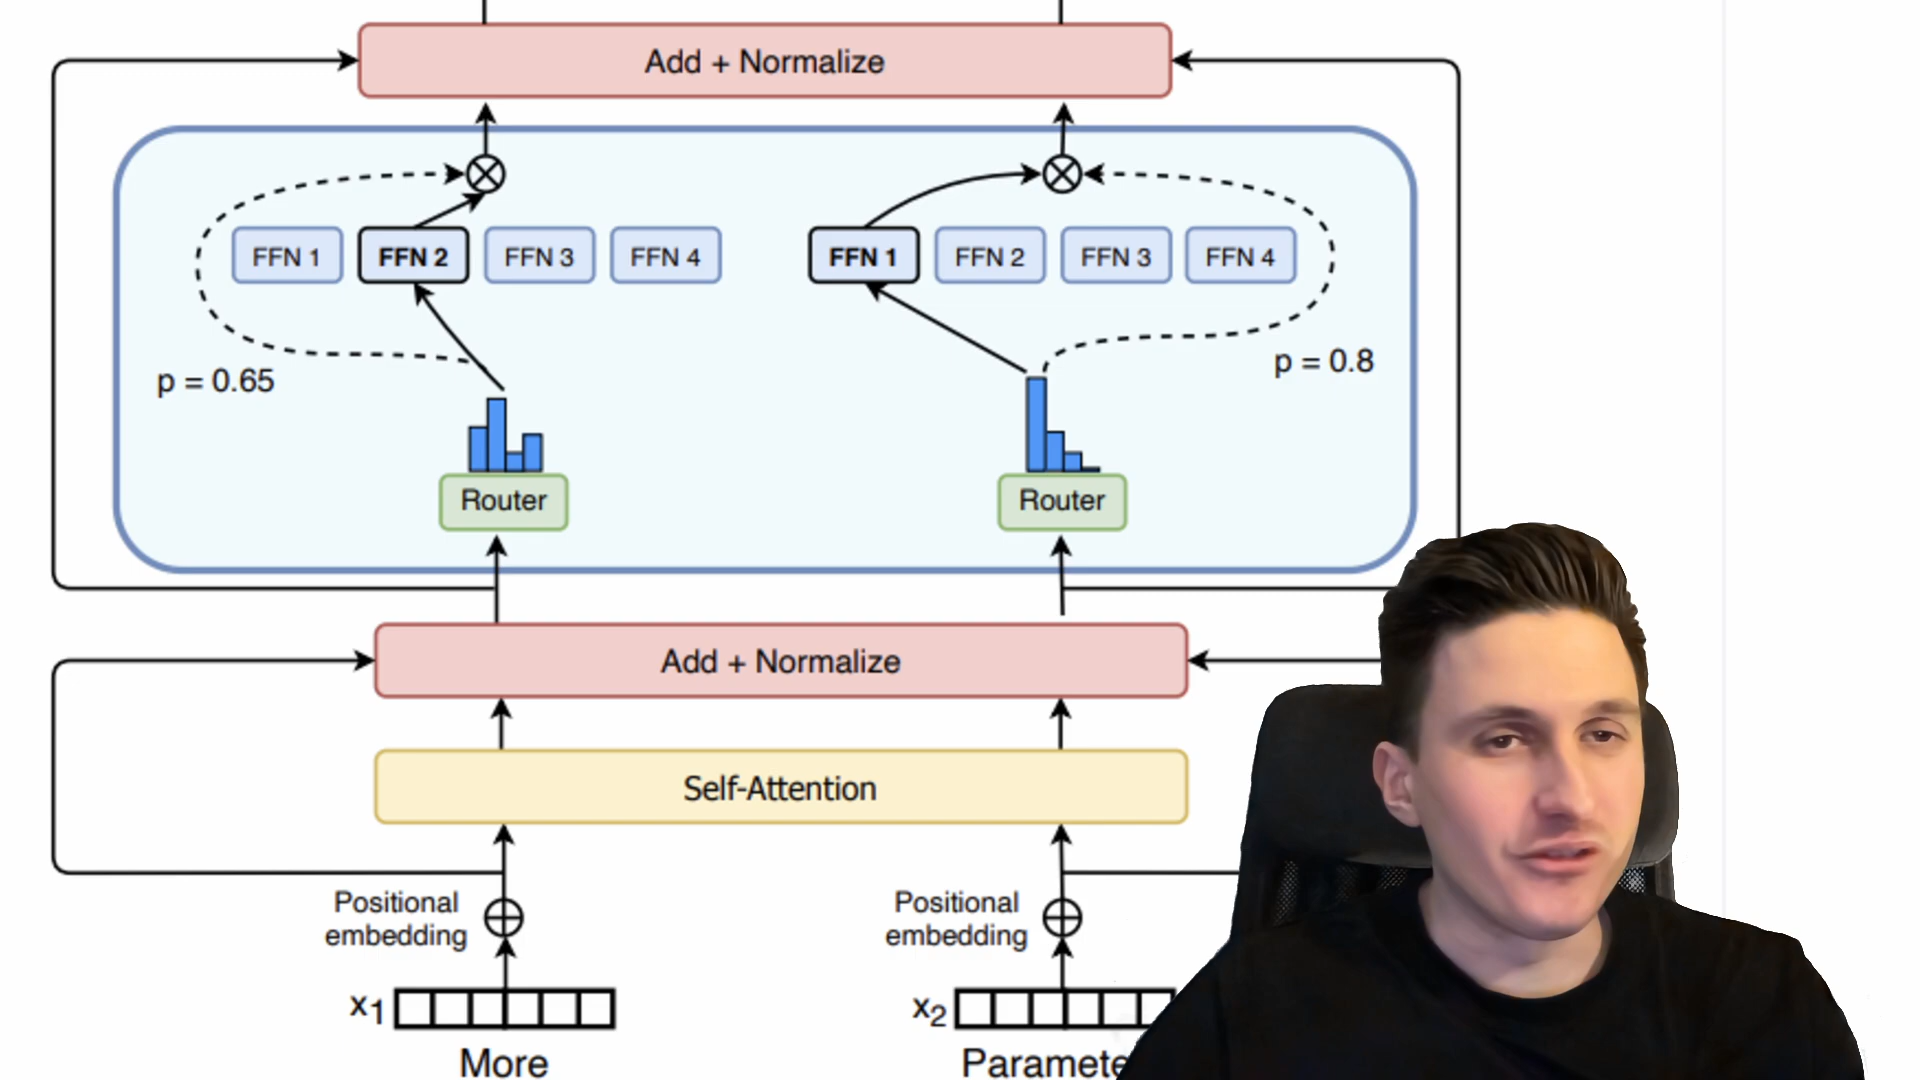 Add + Normalize
FFN 1 FFN 2 FFN 3 FFN 4 FFN 1 FFN 2 FFN 3 FFN 4
p = 0.65
p = 0.8
Router Router
Add + Normalize
Self-Attention
Positional embedding
Positional embedding
x1
x2
More
Paramete